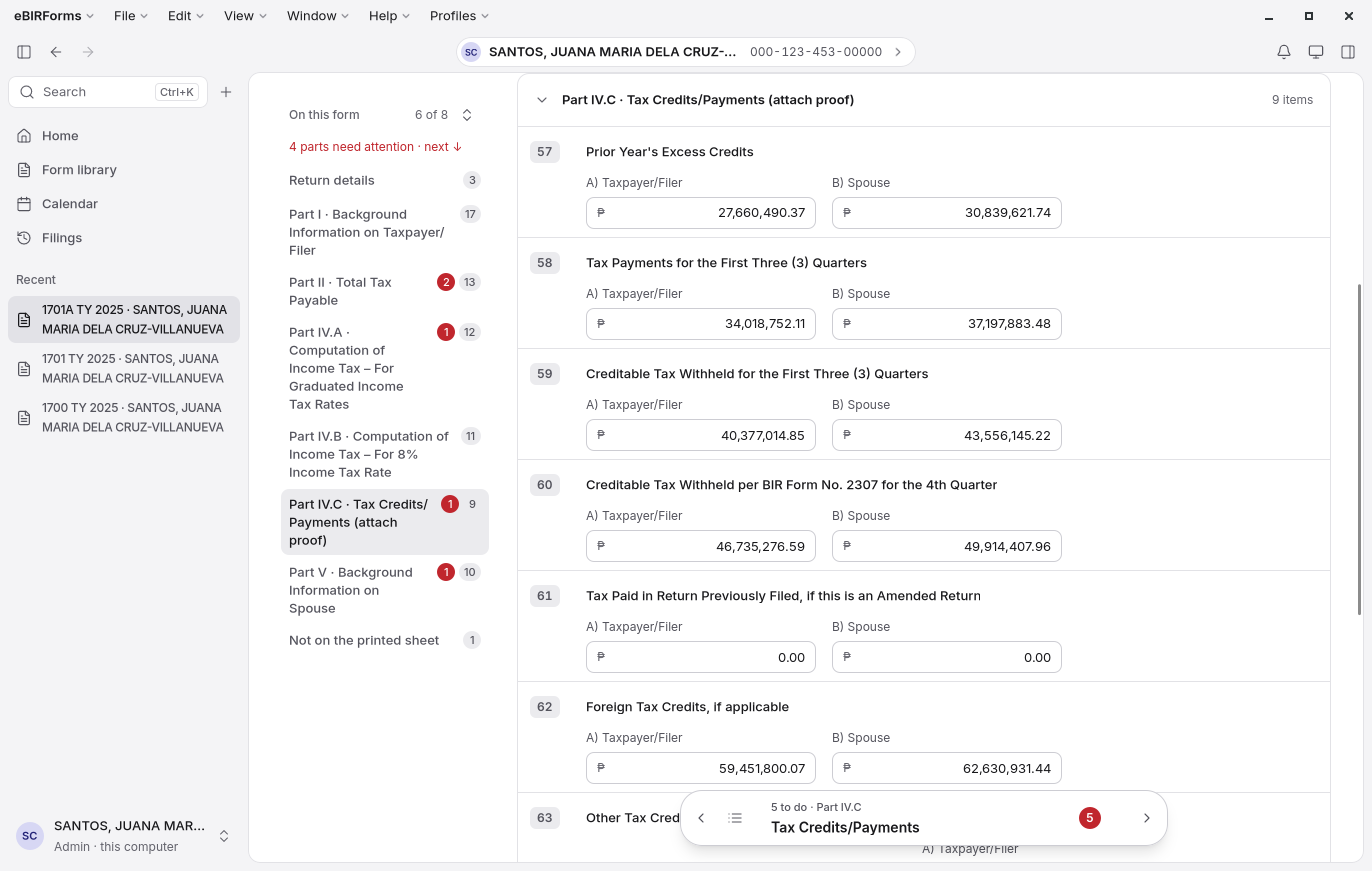 eBIRForms File Edit View Window Help Profiles
SC SANTOS, JUANA MARIA DELA CRUZ-... 000-123-453-00000
Search Ctrl+K
Home
Form library
Calendar
Filings
Recent
1701A TY 2025 · SANTOS, JUANA
MARIA DELA CRUZ-VILLANUEVA
1701 TY 2025 · SANTOS, JUANA
MARIA DELA CRUZ-VILLANUEVA
1700 TY 2025 · SANTOS, JUANA
MARIA DELA CRUZ-VILLANUEVA
SC SANTOS, JUANA MAR...
Admin · this computer
On this form 6 of 8
4 parts need attention · next ↓
Return details 3
Part I · Background 17
Information on Taxpayer/
Filer
Part II · Total Tax 2 13
Payable
Part IV.A · 1 12
Computation of
Income Tax – For
Graduated Income
Tax Rates
Part IV.B · Computation of 11
Income Tax – For 8%
Income Tax Rate
Part IV.C · Tax Credits/ 1 9
Payments (attach
proof)
Part V · Background 1 10
Information on
Spouse
Not on the printed sheet 1
Part IV.C · Tax Credits/Payments (attach proof) 9 items
57 Prior Year's Excess Credits
A) Taxpayer/Filer B) Spouse
₱ 27,660,490.37 ₱ 30,839,621.74
58 Tax Payments for the First Three (3) Quarters
A) Taxpayer/Filer B) Spouse
₱ 34,018,752.11 ₱ 37,197,883.48
59 Creditable Tax Withheld for the First Three (3) Quarters
A) Taxpayer/Filer B) Spouse
₱ 40,377,014.85 ₱ 43,556,145.22
60 Creditable Tax Withheld per BIR Form No. 2307 for the 4th Quarter
A) Taxpayer/Filer B) Spouse
₱ 46,735,276.59 ₱ 49,914,407.96
61 Tax Paid in Return Previously Filed, if this is an Amended Return
A) Taxpayer/Filer B) Spouse
₱ 0.00 ₱ 0.00
62 Foreign Tax Credits, if applicable
A) Taxpayer/Filer B) Spouse
₱ 59,451,800.07 ₱ 62,630,931.44
63 Other Tax Cred
A) Taxpayer/Filer
5 to do · Part IV.C
Tax Credits/Payments 5